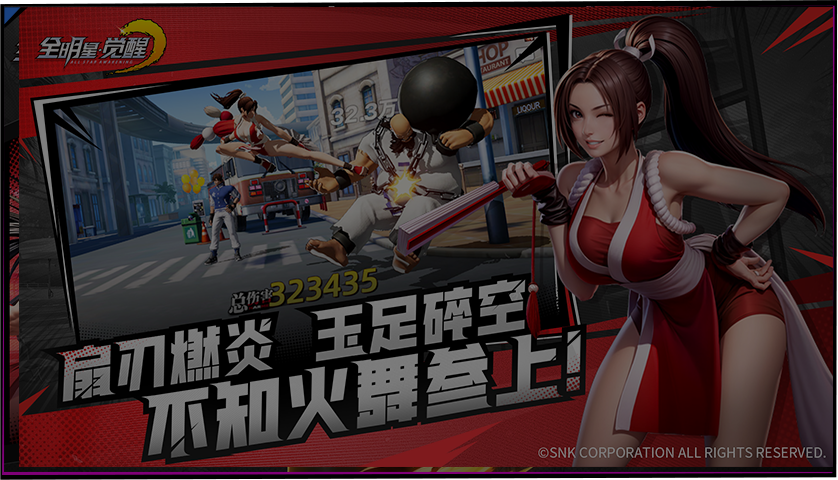 全明星·觉醒
ALL STAR AWAKENING
HOP
RESTAURANT
LIQOUR
32.3万
总伤害323435
扇刃燃炎 玉足碎空
不知火舞参上!
©SNK CORPORATION ALL RIGHTS RESERVED.